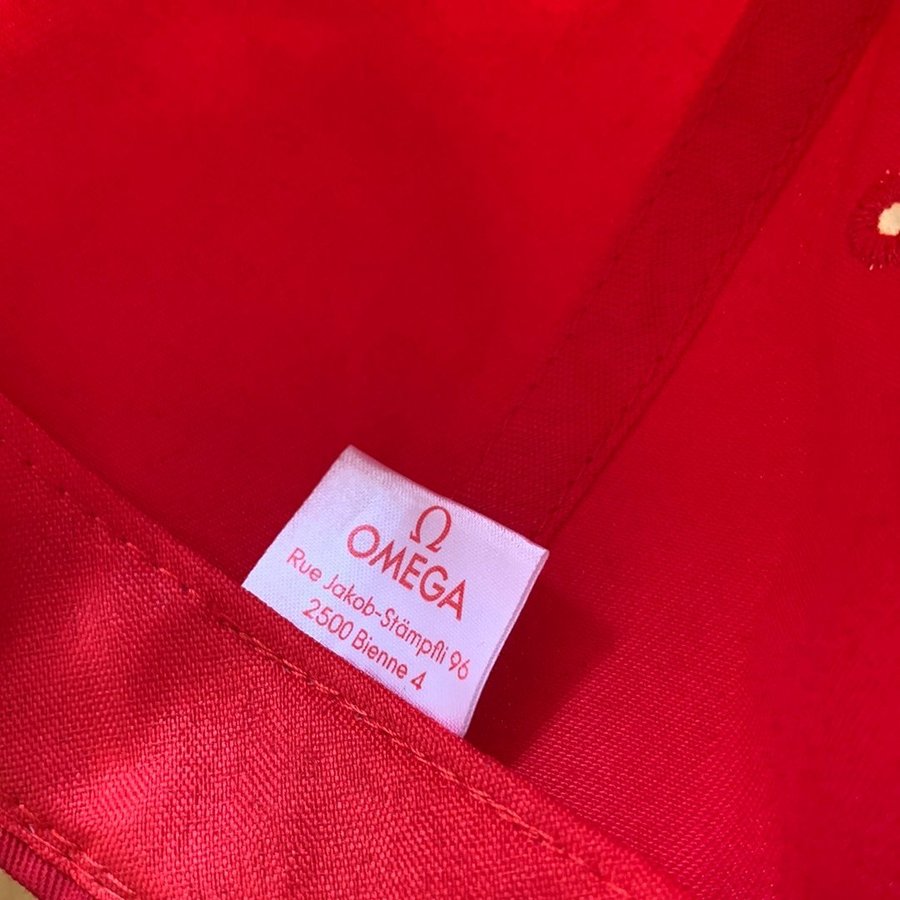 Ω
OMEGA
Rue Jakob-Stämpfli 96
2500 Bienne 4